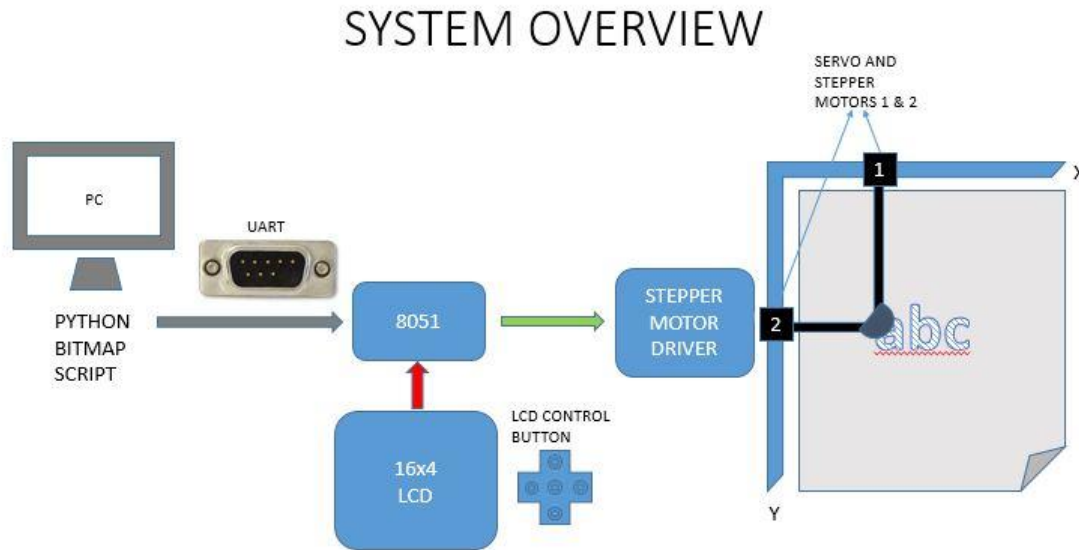 SYSTEM OVERVIEW
SERVO AND
STEPPER
MOTORS 1 & 2
1
X
PC
UART
PYTHON
BITMAP
SCRIPT
8051
STEPPER
MOTOR
DRIVER
2
abc
LCD CONTROL
BUTTON
16x4
LCD
Y